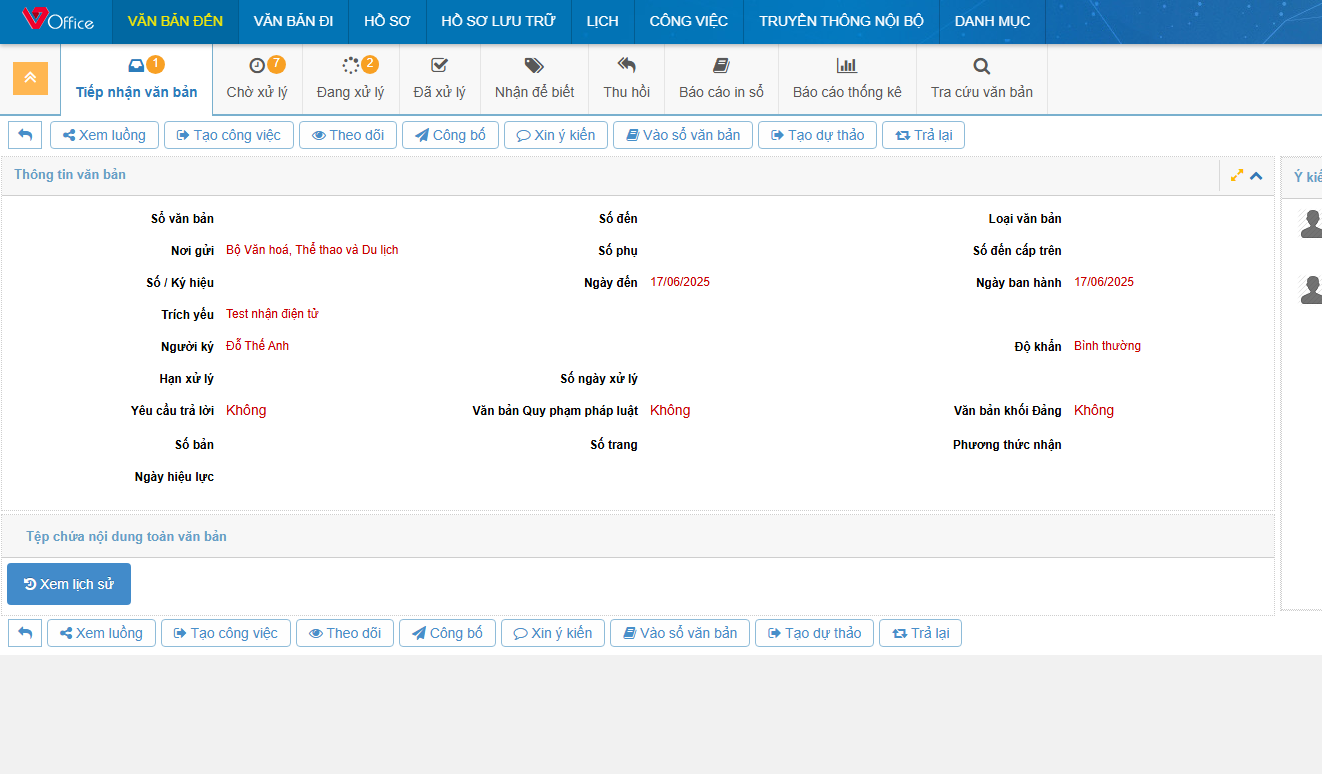 VOffice VĂN BẢN ĐẾN VĂN BẢN ĐI HỒ SƠ HỒ SƠ LƯU TRỮ LỊCH CÔNG VIỆC TRUYỀN THÔNG NỘI BỘ DANH MỤC
1 7 2
Tiếp nhận văn bản Chờ xử lý Đang xử lý Đã xử lý Nhận để biết Thu hồi Báo cáo in sổ Báo cáo thống kê Tra cứu văn bản
Xem luồng Tạo công việc Theo dõi Công bố Xin ý kiến Vào sổ văn bản Tạo dự thảo Trả lại
Thông tin văn bản Ý kiế
Sổ văn bản Số đến Loại văn bản
Nơi gửi Bộ Văn hoá, Thể thao và Du lịch Số phụ Số đến cấp trên
Số / Ký hiệu Ngày đến 17/06/2025 Ngày ban hành 17/06/2025
Trích yếu Test nhận điện tử
Người ký Đỗ Thế Anh Độ khẩn Bình thường
Hạn xử lý Số ngày xử lý
Yêu cầu trả lời Không Văn bản Quy phạm pháp luật Không Văn bản khối Đảng Không
Số bản Số trang Phương thức nhận
Ngày hiệu lực
Tệp chứa nội dung toàn văn bản
Xem lịch sử
Xem luồng Tạo công việc Theo dõi Công bố Xin ý kiến Vào sổ văn bản Tạo dự thảo Trả lại